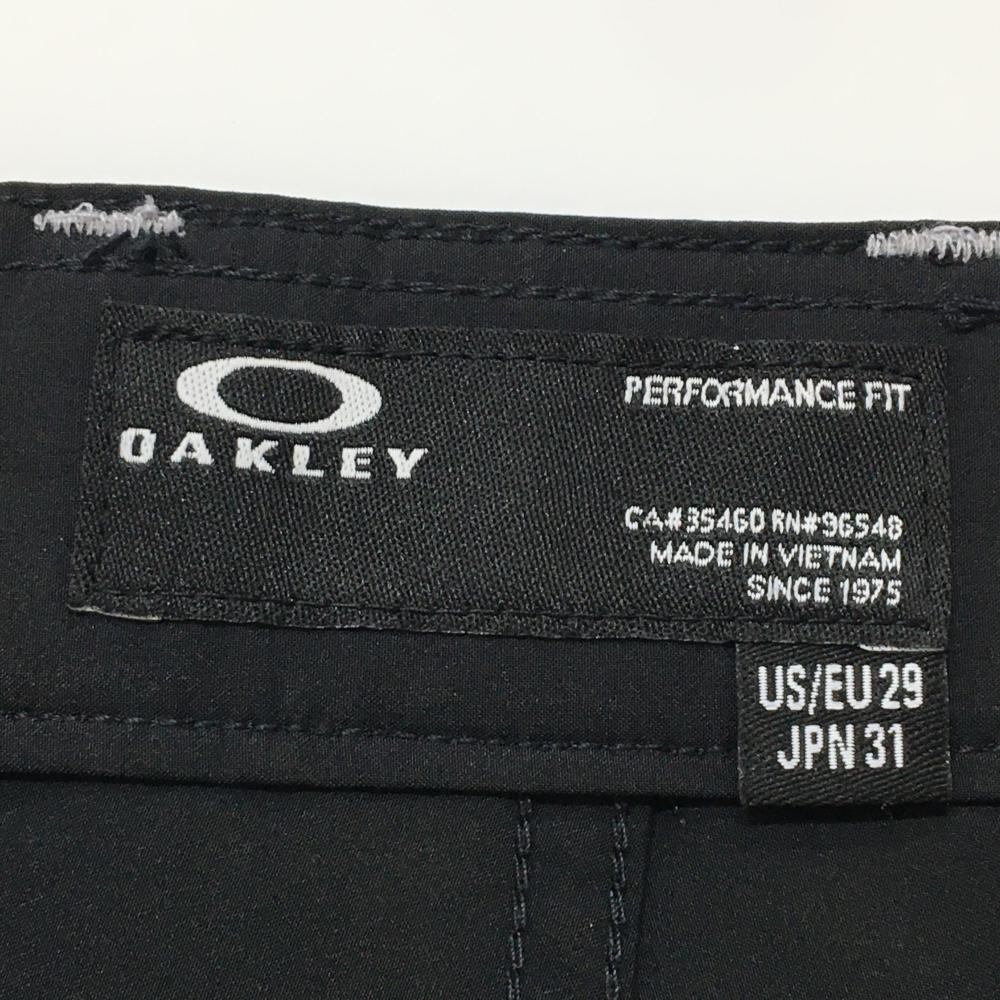 OAKLEY
PERFORMANCE FIT
CA#35460 RN#96548
MADE IN VIETNAM
SINCE 1975
US/EU 29
JPN 31